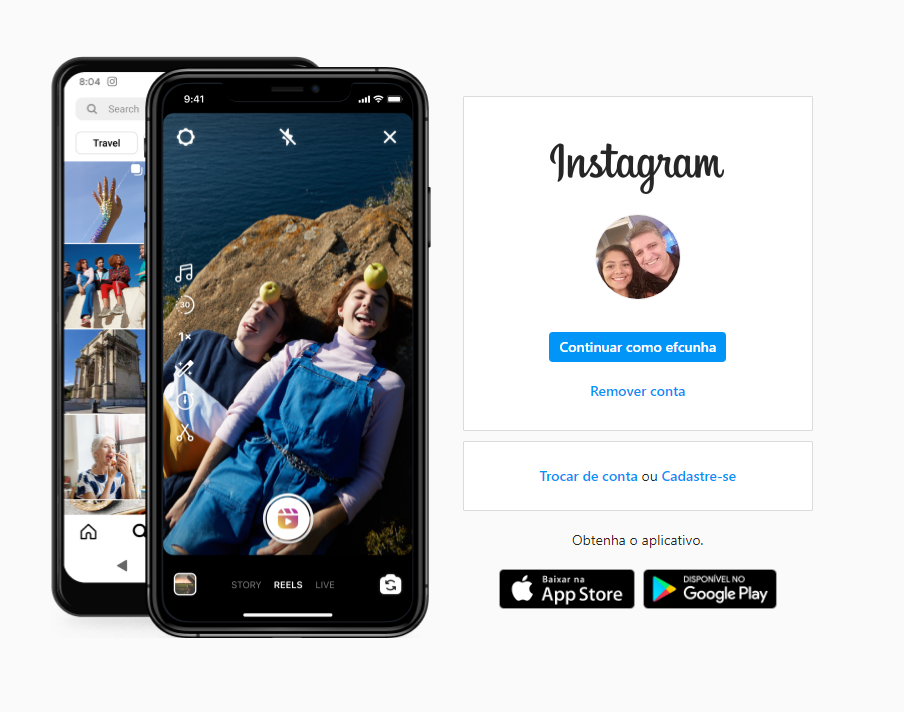 8:04
Search
Travel
9:41
30
1×
STORY REELS LIVE
Instagram
Continuar como efcunha
Remover conta
Trocar de conta ou Cadastre-se
Obtenha o aplicativo.
Baixar na
App Store
DISPONÍVEL NO
Google Play